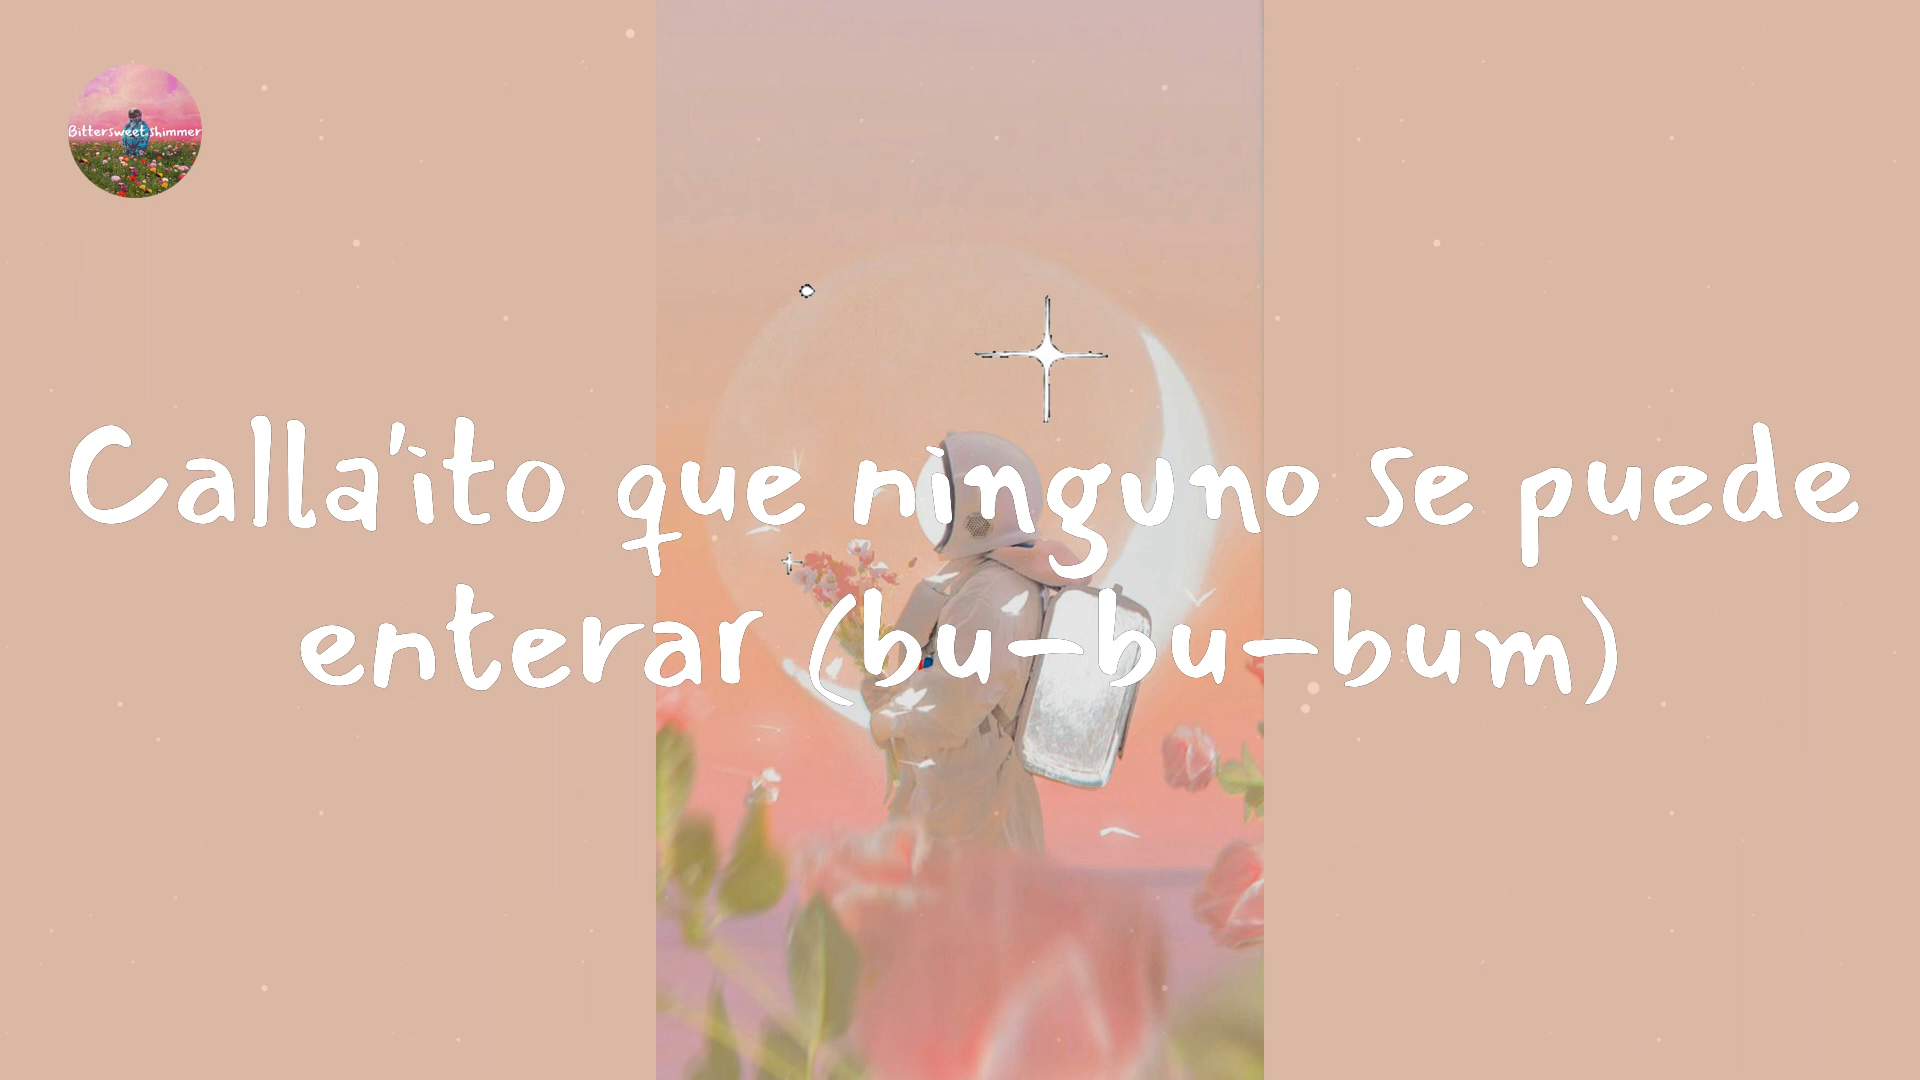 Bittersweet shimmer
Calla'ito que ninguno se puede
enterar (bu-bu-bum)